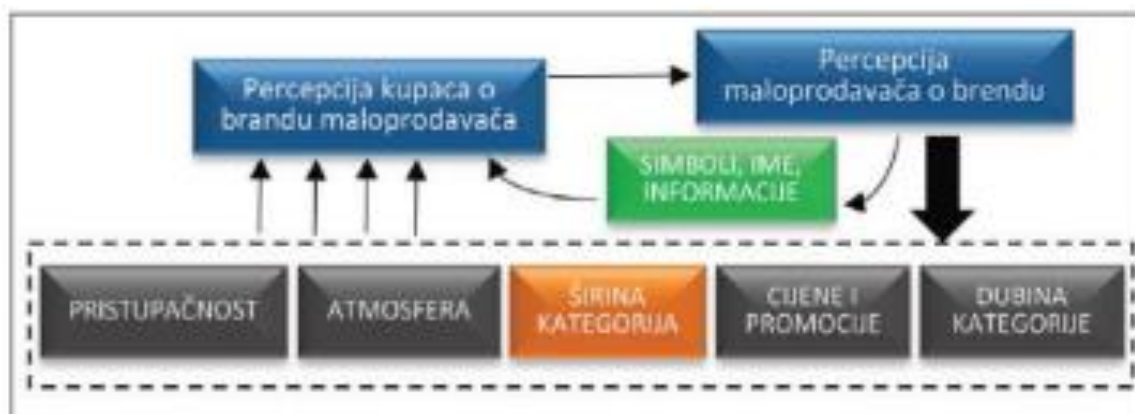 Percepcija kupaca o
brandu maloprodavača
Percepcija
maloprodavača o brendu
SIMBOLI, IME,
INFORMACIJE
PRISTUPAČNOST
ATMOSFERA
ŠIRINA
KATEGORIJA
CIJENE I
PROMOCIJE
DUBINA
KATEGORIJE